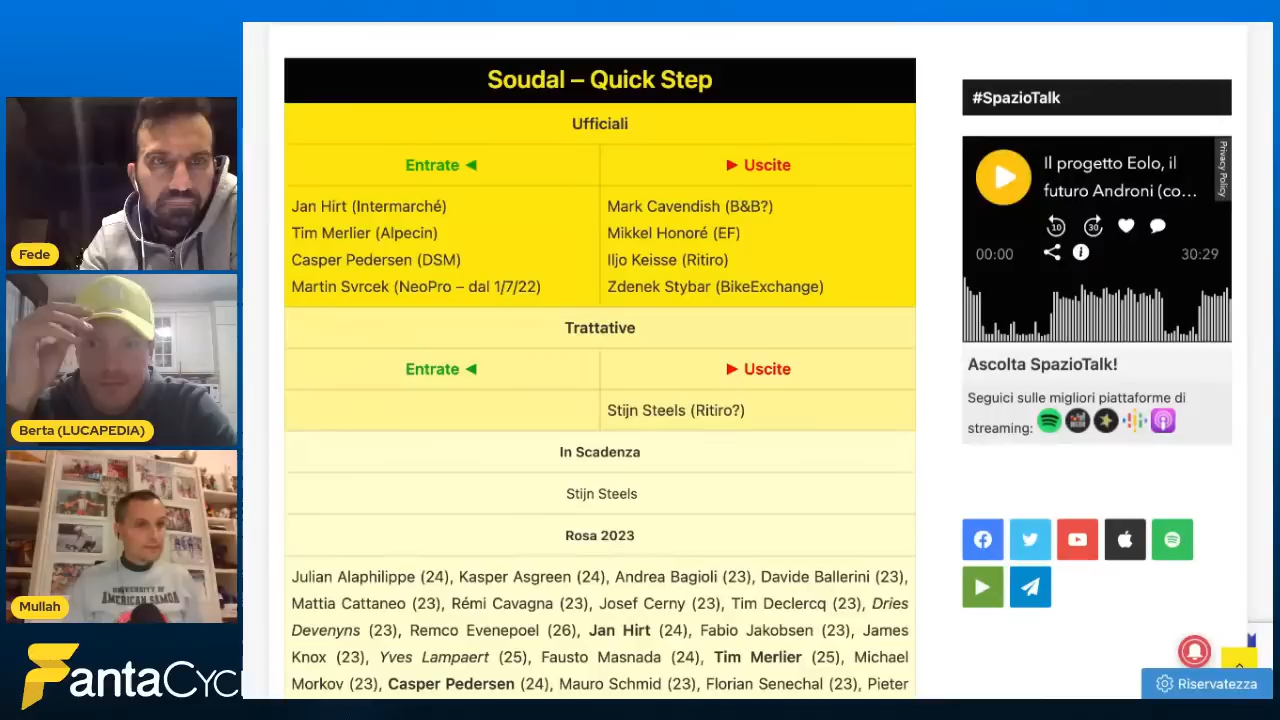 Soudal – Quick Step
Ufficiali
Entrate ◄
► Uscite
Jan Hirt (Intermarché)
Tim Merlier (Alpecin)
Casper Pedersen (DSM)
Martin Svrcek (NeoPro – dal 1/7/22)
Mark Cavendish (B&B?)
Mikkel Honoré (EF)
Iljo Keisse (Ritiro)
Zdenek Stybar (BikeExchange)
Trattative
Entrate ◄
► Uscite
Stijn Steels (Ritiro?)
In Scadenza
Stijn Steels
Rosa 2023
Julian Alaphilippe (24), Kasper Asgreen (24), Andrea Bagioli (23), Davide Ballerini (23),
Mattia Cattaneo (23), Rémi Cavagna (23), Josef Cerny (23), Tim Declercq (23), Dries
Devenyns (23), Remco Evenepoel (26), Jan Hirt (24), Fabio Jakobsen (23), James
Knox (23), Yves Lampaert (25), Fausto Masnada (24), Tim Merlier (25), Michael
Morkov (23), Casper Pedersen (24), Mauro Schmid (23), Florian Senechal (23), Pieter
#SpazioTalk
Il progetto Eolo, il
futuro Androni (co...
Privacy Policy
10
30
00:00
30:29
Ascolta SpazioTalk!
Seguici sulle migliori piattaforme di
streaming:
Riservatezza
Fede
Berta (LUCAPEDIA)
UNIVERSITY OF
AMERICAN SAMOA
Mullah
FantaCyc